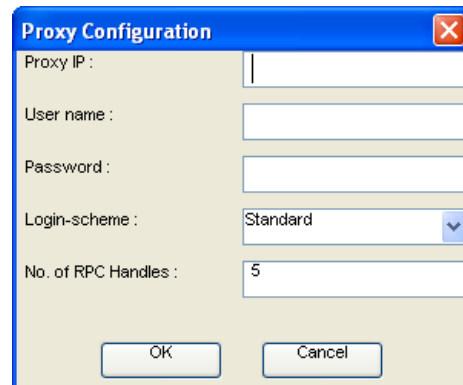 Proxy Configuration
Proxy IP :
User name :
Password :
Login-scheme : Standard
No. of RPC Handles : 5
OK Cancel